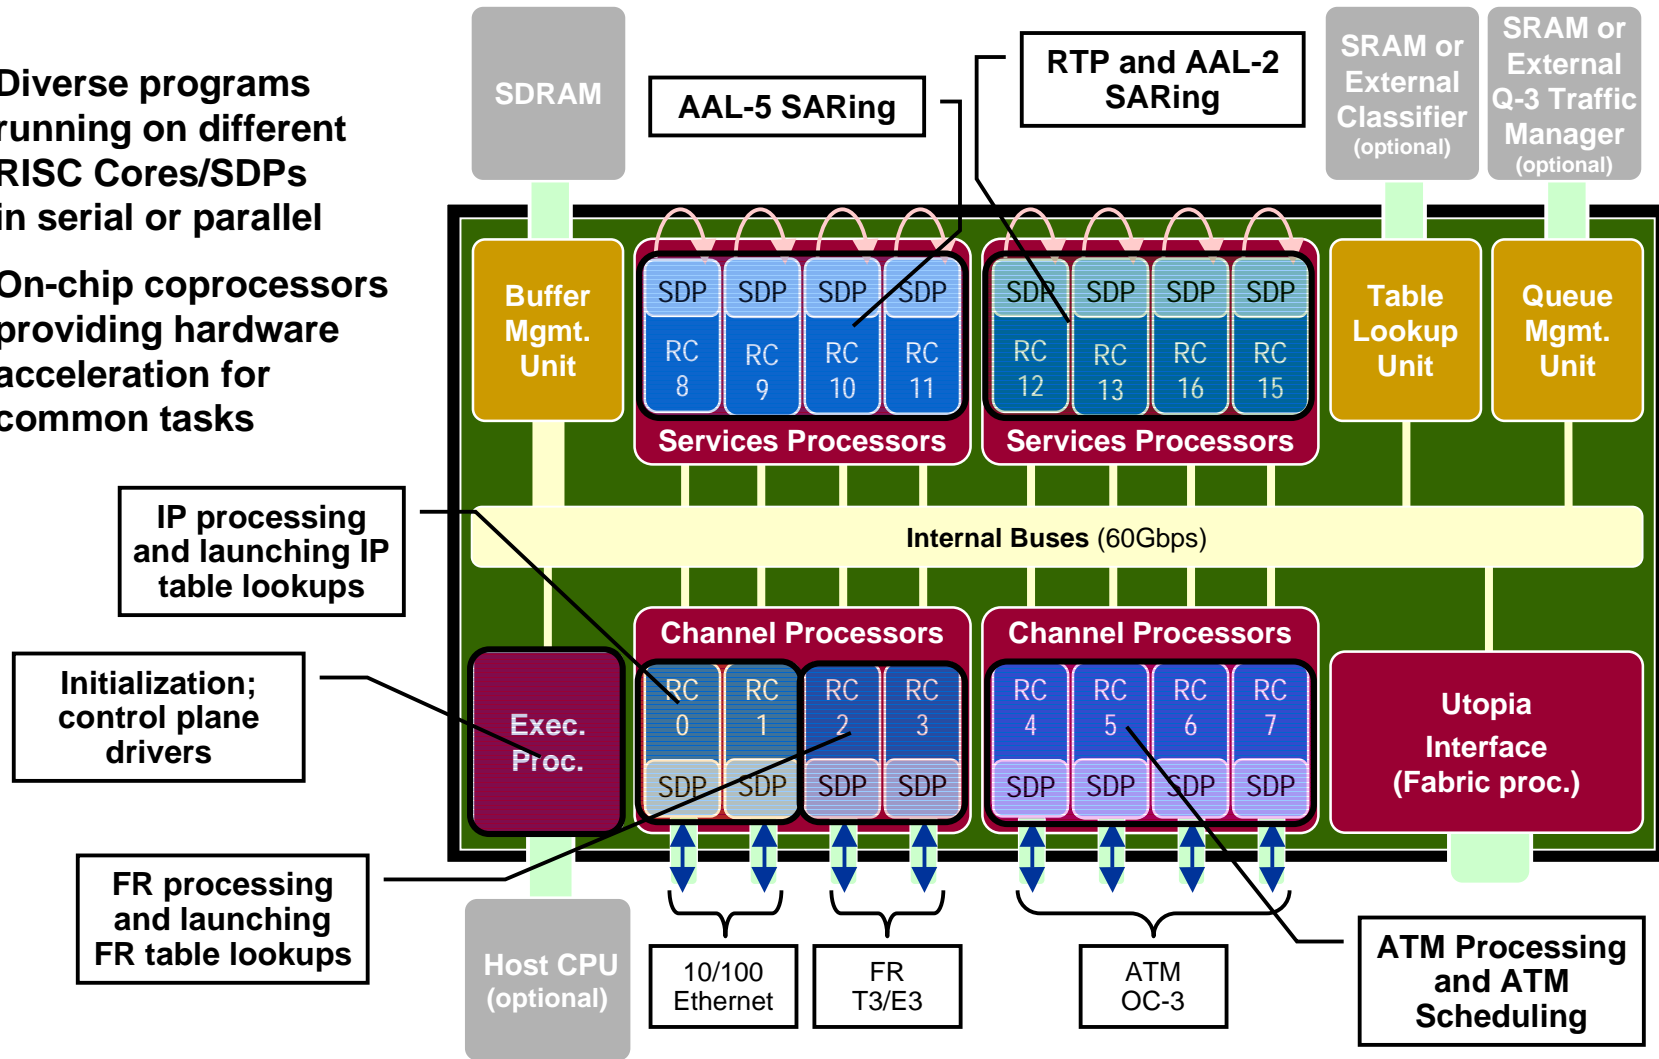 Diverse programs
running on different
RISC Cores/SDPs
in serial or parallel
On-chip coprocessors
providing hardware
acceleration for
common tasks
SDRAM
AAL-5 SARing
RTP and AAL-2
SARing
SRAM or
External
Classifier
(optional)
SRAM or
External
Q-3 Traffic
Manager
(optional)
Buffer
Mgmt.
Unit
SDP SDP SDP SDP
RC RC RC RC
8 9 10 11
Services Processors
SDP SDP SDP SDP
RC RC RC RC
12 13 16 15
Services Processors
Table
Lookup
Unit
Queue
Mgmt.
Unit
IP processing
and launching IP
table lookups
Internal Buses (60Gbps)
Initialization;
control plane
drivers
Exec.
Proc.
Channel Processors
RC RC RC RC
0 1 2 3
SDP SDP SDP SDP
Channel Processors
RC RC RC RC
4 5 6 7
SDP SDP SDP SDP
Utopia
Interface
(Fabric proc.)
FR processing
and launching
FR table lookups
Host CPU
(optional)
10/100
Ethernet
FR
T3/E3
ATM
OC-3
ATM Processing
and ATM
Scheduling